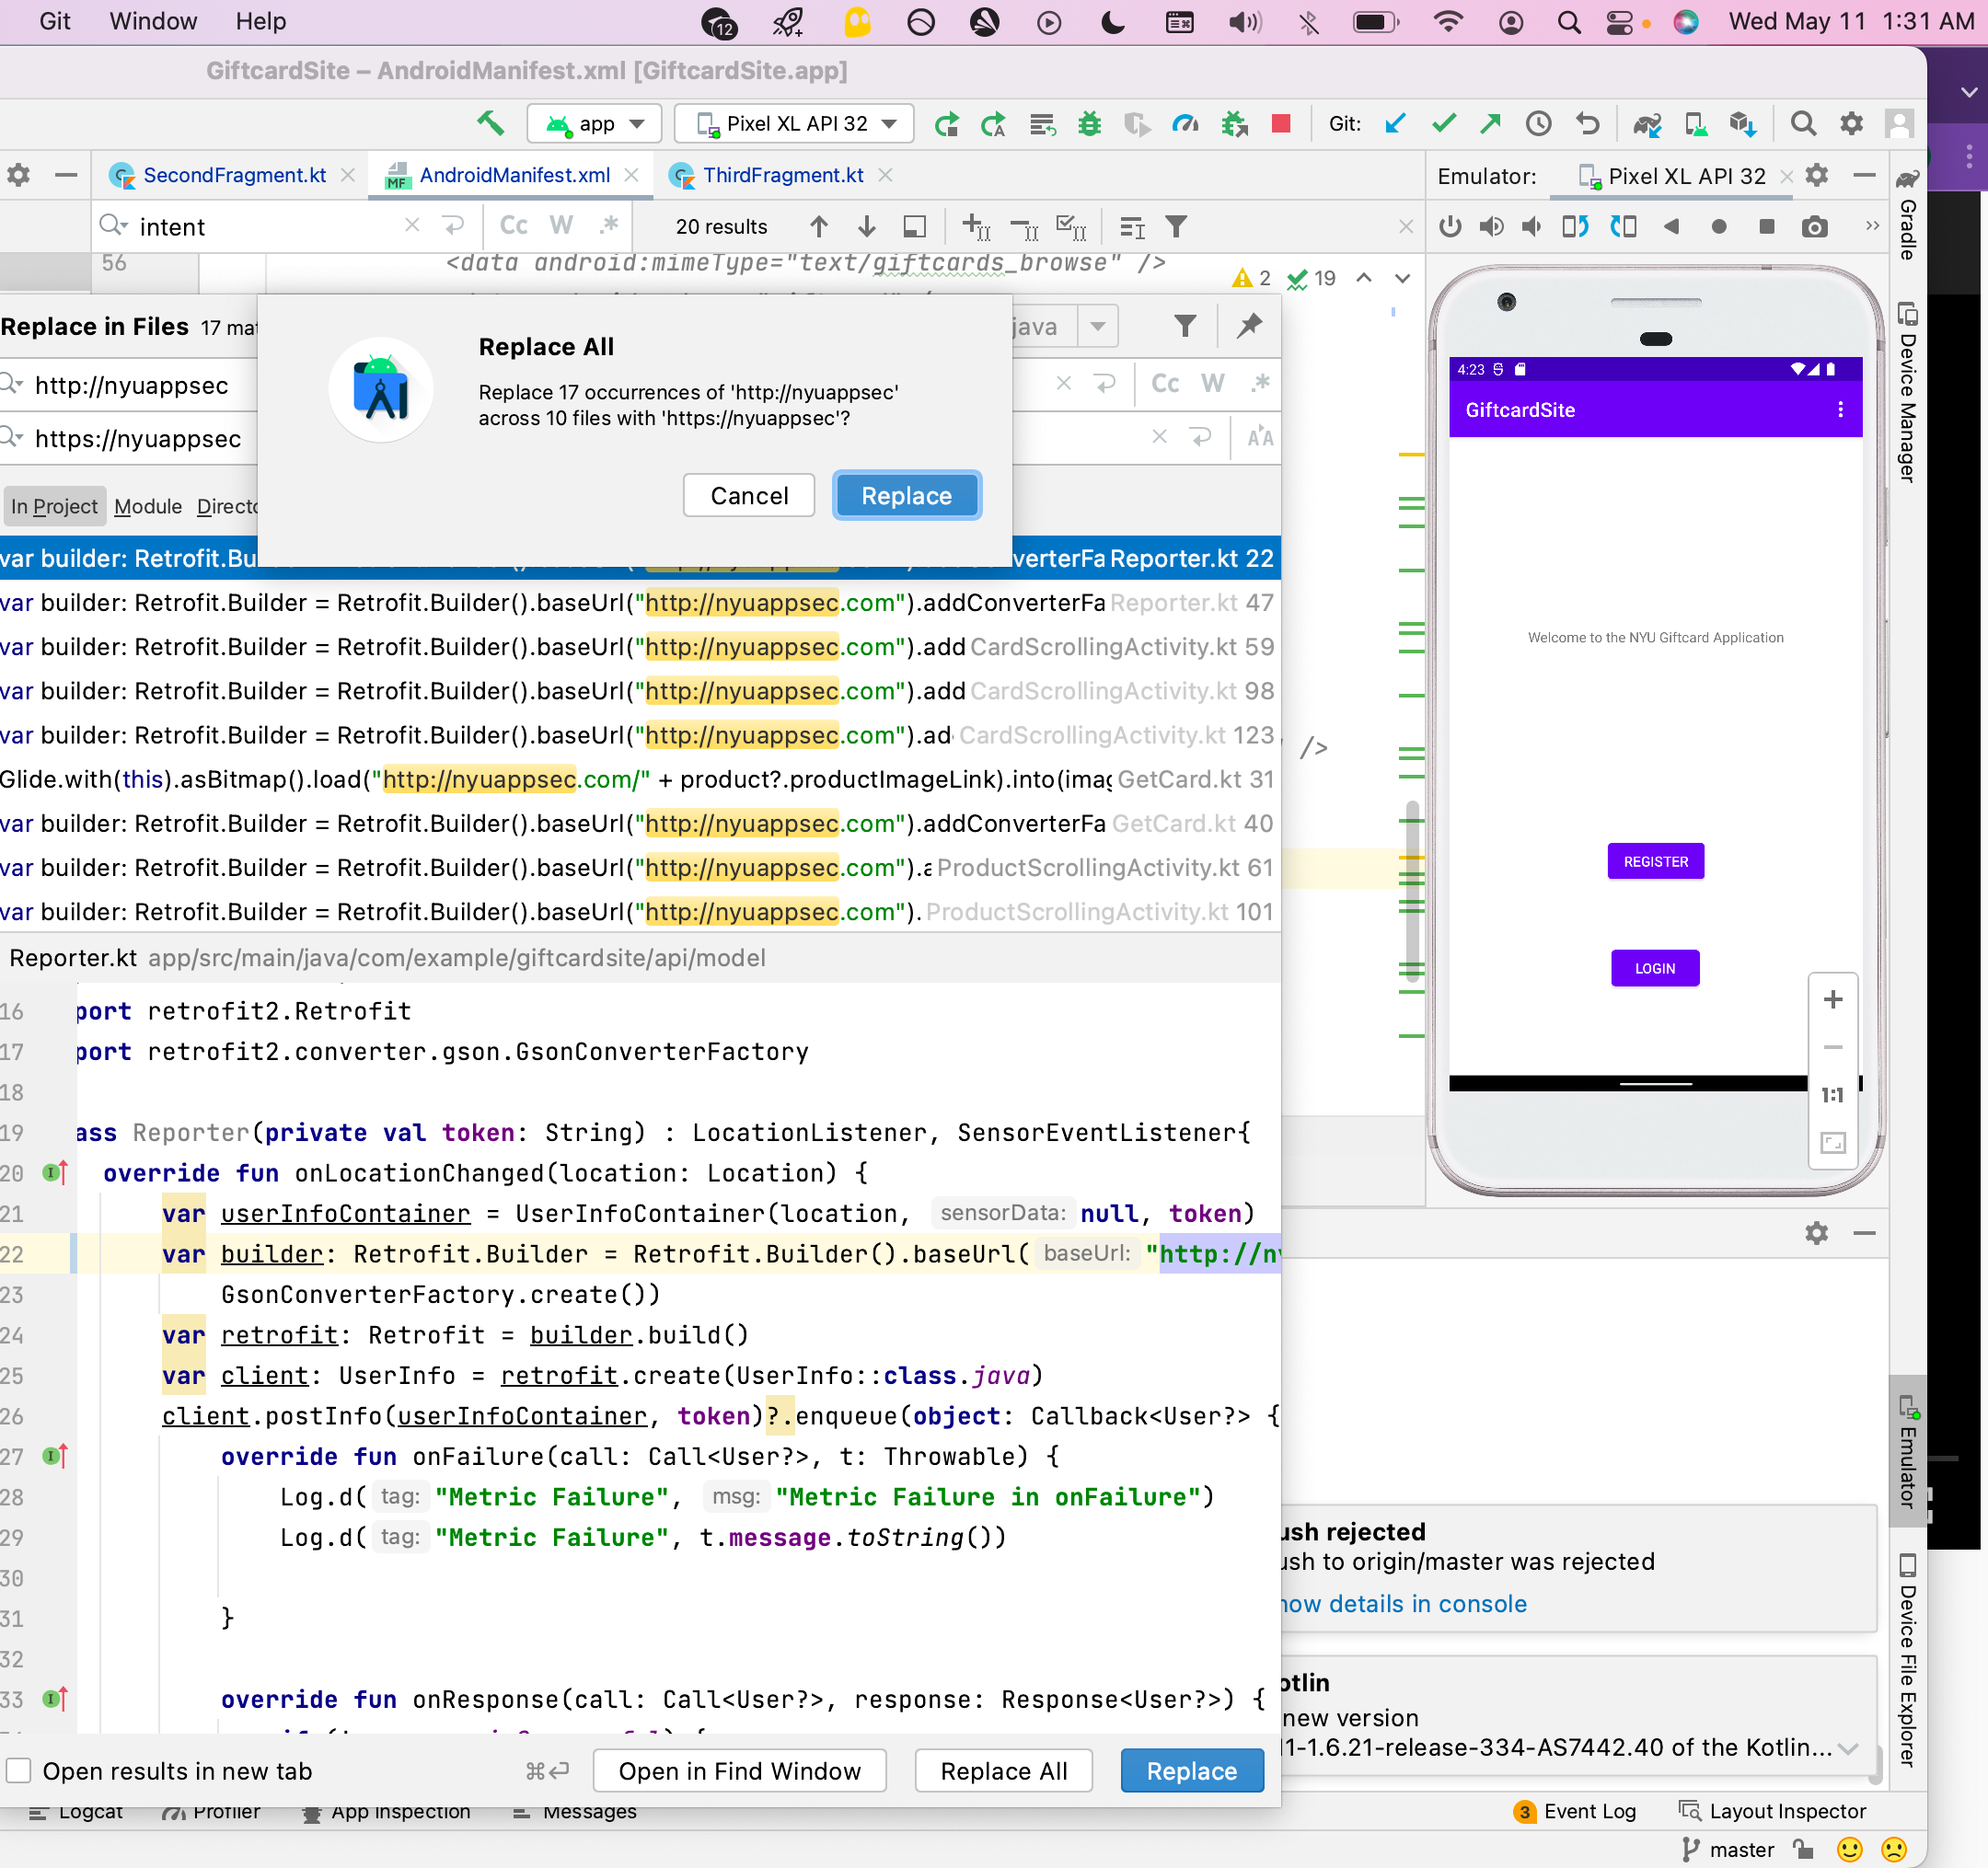 Git Window Help 12 Wed May 11 1:31 AM
GiftcardSite – AndroidManifest.xml [GiftcardSite.app]
app Pixel XL API 32 Git:
SecondFragment.kt MF AndroidManifest.xml ThirdFragment.kt Emulator: Pixel XL API 32
intent Cc W .* 20 results
56 <data android:mimeType="text/giftcards_browse" />
2 19
Replace in Files 17 mat
java
Replace All
Replace 17 occurrences of 'http://nyuappsec'
across 10 files with 'https://nyuappsec'?
Cancel Replace
http://nyuappsec Cc W .*
https://nyuappsec
In Project Module Directo
var builder: Retrofit.Bu verterFa Reporter.kt 22
var builder: Retrofit.Builder = Retrofit.Builder().baseUrl("http://nyuappsec.com").addConverterFa Reporter.kt 47
var builder: Retrofit.Builder = Retrofit.Builder().baseUrl("http://nyuappsec.com").add CardScrollingActivity.kt 59
var builder: Retrofit.Builder = Retrofit.Builder().baseUrl("http://nyuappsec.com").add CardScrollingActivity.kt 98
var builder: Retrofit.Builder = Retrofit.Builder().baseUrl("http://nyuappsec.com").ad CardScrollingActivity.kt 123
/>
Glide.with(this).asBitmap().load("http://nyuappsec.com/" + product?.productImageLink).into(imag GetCard.kt 31
var builder: Retrofit.Builder = Retrofit.Builder().baseUrl("http://nyuappsec.com").addConverterFa GetCard.kt 40
var builder: Retrofit.Builder = Retrofit.Builder().baseUrl("http://nyuappsec.com").a ProductScrollingActivity.kt 61
var builder: Retrofit.Builder = Retrofit.Builder().baseUrl("http://nyuappsec.com"). ProductScrollingActivity.kt 101
Reporter.kt app/src/main/java/com/example/giftcardsite/api/model
16 port retrofit2.Retrofit
17 port retrofit2.converter.gson.GsonConverterFactory
18
19 ass Reporter(private val token: String) : LocationListener, SensorEventListener{
20 override fun onLocationChanged(location: Location) {
21 var userInfoContainer = UserInfoContainer(location, sensorData: null, token)
22 var builder: Retrofit.Builder = Retrofit.Builder().baseUrl( baseUrl: "http://ny
23 GsonConverterFactory.create())
24 var retrofit: Retrofit = builder.build()
25 var client: UserInfo = retrofit.create(UserInfo::class.java)
26 client.postInfo(userInfoContainer, token)?.enqueue(object: Callback<User?> {
27 override fun onFailure(call: Call<User?>, t: Throwable) {
28 Log.d( tag: "Metric Failure", msg: "Metric Failure in onFailure")
29 Log.d( tag: "Metric Failure", t.message.toString())
30
31 }
32
33 override fun onResponse(call: Call<User?>, response: Response<User?>) {
Open results in new tab ⌘↵ Open in Find Window Replace All Replace
Logcat Profiler App Inspection Messages
4:23
GiftcardSite
Welcome to the NYU Giftcard Application
REGISTER
LOGIN
1:1
Gradle
Device Manager
Emulator
Device File Explorer
ush rejected
ush to origin/master was rejected
how details in console
otlin
new version
11-1.6.21-release-334-AS7442.40 of the Kotlin...
3 Event Log Layout Inspector
master